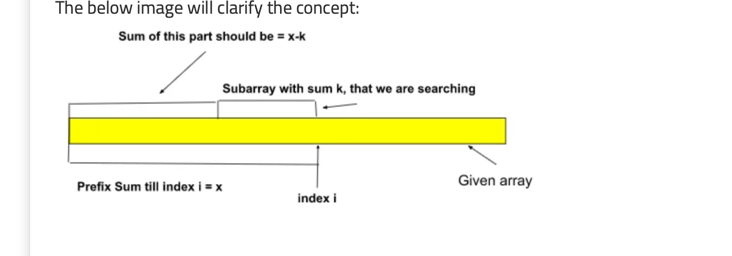 The below image will clarify the concept:
Sum of this part should be = x-k
Subarray with sum k, that we are searching
Prefix Sum till index i = x
index i
Given array